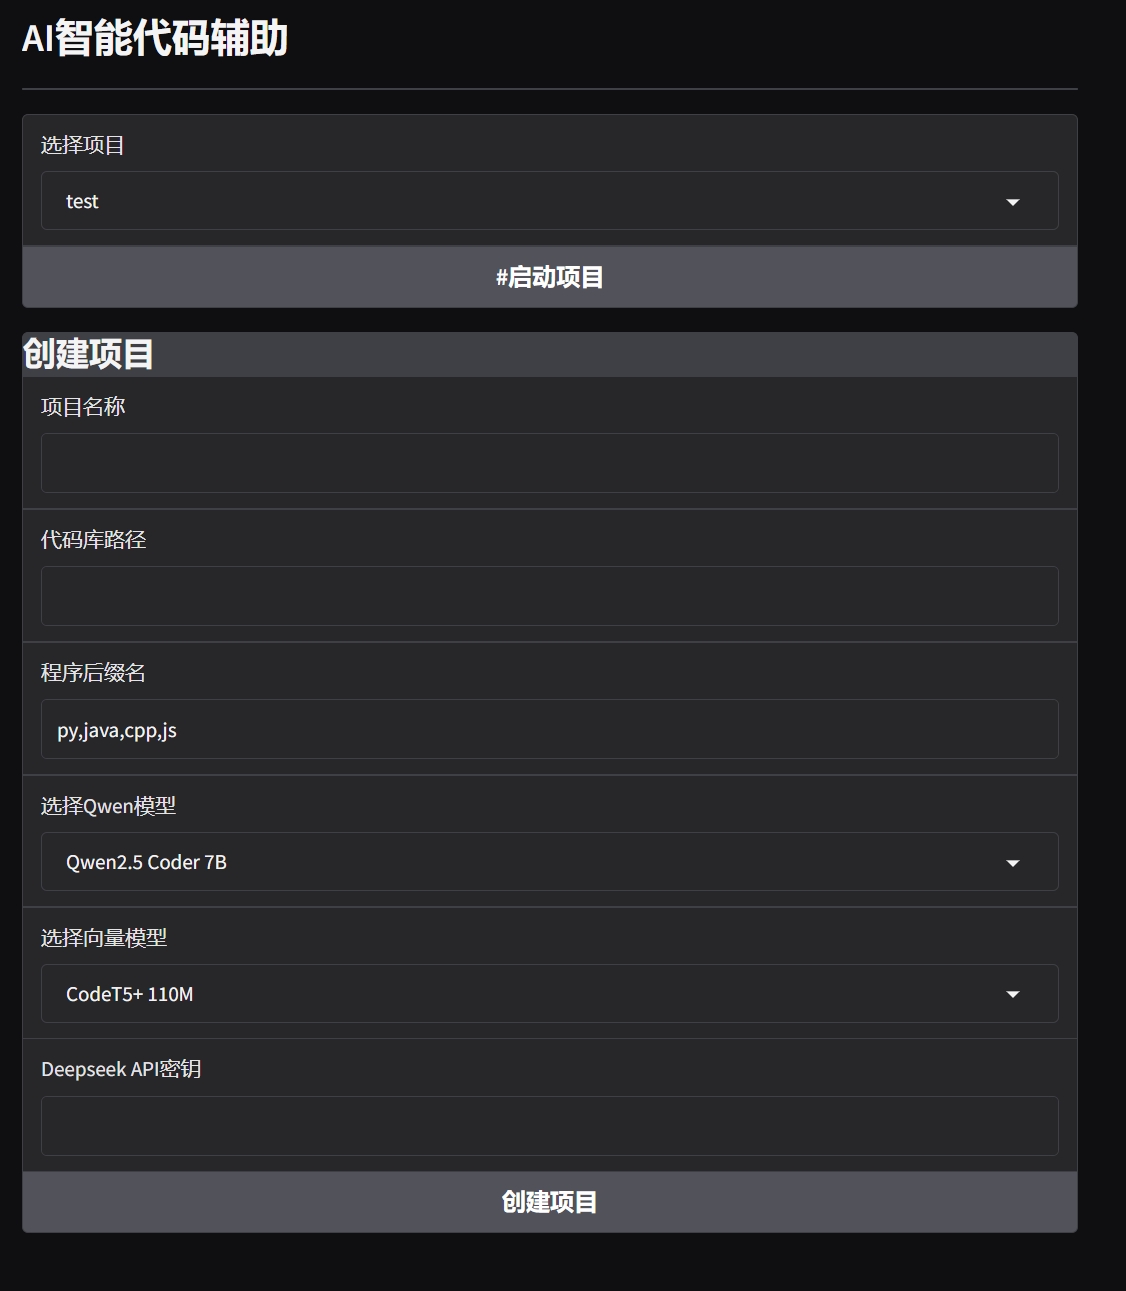 AI智能代码辅助
选择项目
test
#启动项目
创建项目
项目名称
代码库路径
程序后缀名
py,java,cpp,js
选择Qwen模型
Qwen2.5 Coder 7B
选择向量模型
CodeT5+ 110M
Deepseek API密钥
创建项目